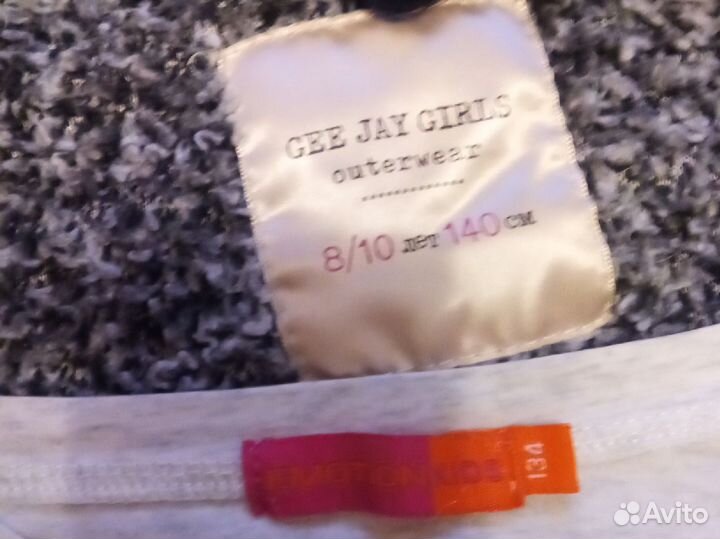 GEE JAY GIRLS
outerwear
8/10 лет 140 см
EMOTION KIDS
134
Avito